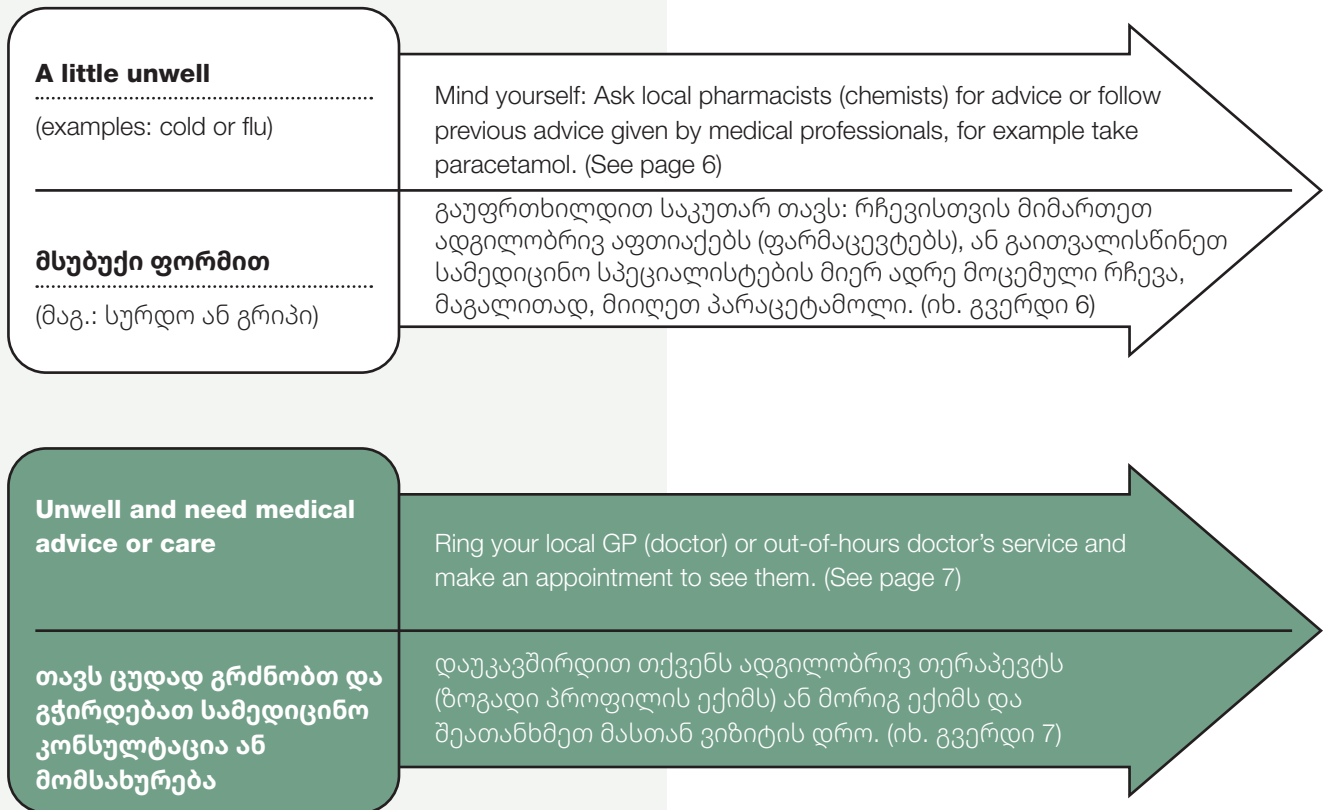 A little unwell
(examples: cold or flu)
Mind yourself: Ask local pharmacists (chemists) for advice or follow
previous advice given by medical professionals, for example take
paracetamol. (See page 6)
მსუბუქი ფორმით
(მაგ.: სურდო ან გრიპი)
გაუფრთხილდით საკუთარ თავს: რჩევისთვის მიმართეთ
ადგილობრივ აფთიაქებს (ფარმაცევტებს), ან გაითვალისწინეთ
სამედიცინო სპეციალისტების მიერ ადრე მოცემული რჩევა,
მაგალითად, მიიღეთ პარაცეტამოლი. (იხ. გვერდი 6)
Unwell and need medical
advice or care
Ring your local GP (doctor) or out-of-hours doctor's service and
make an appointment to see them. (See page 7)
თავს ცუდად გრძნობთ და
გჭირდებათ სამედიცინო
კონსულტაცია ან
მომსახურება
დაუკავშირდით თქვენს ადგილობრივ თერაპევტს
(ზოგადი პროფილის ექიმს) ან მორიგ ექიმს და
შეათანხმეთ მასთან ვიზიტის დრო. (იხ. გვერდი 7)